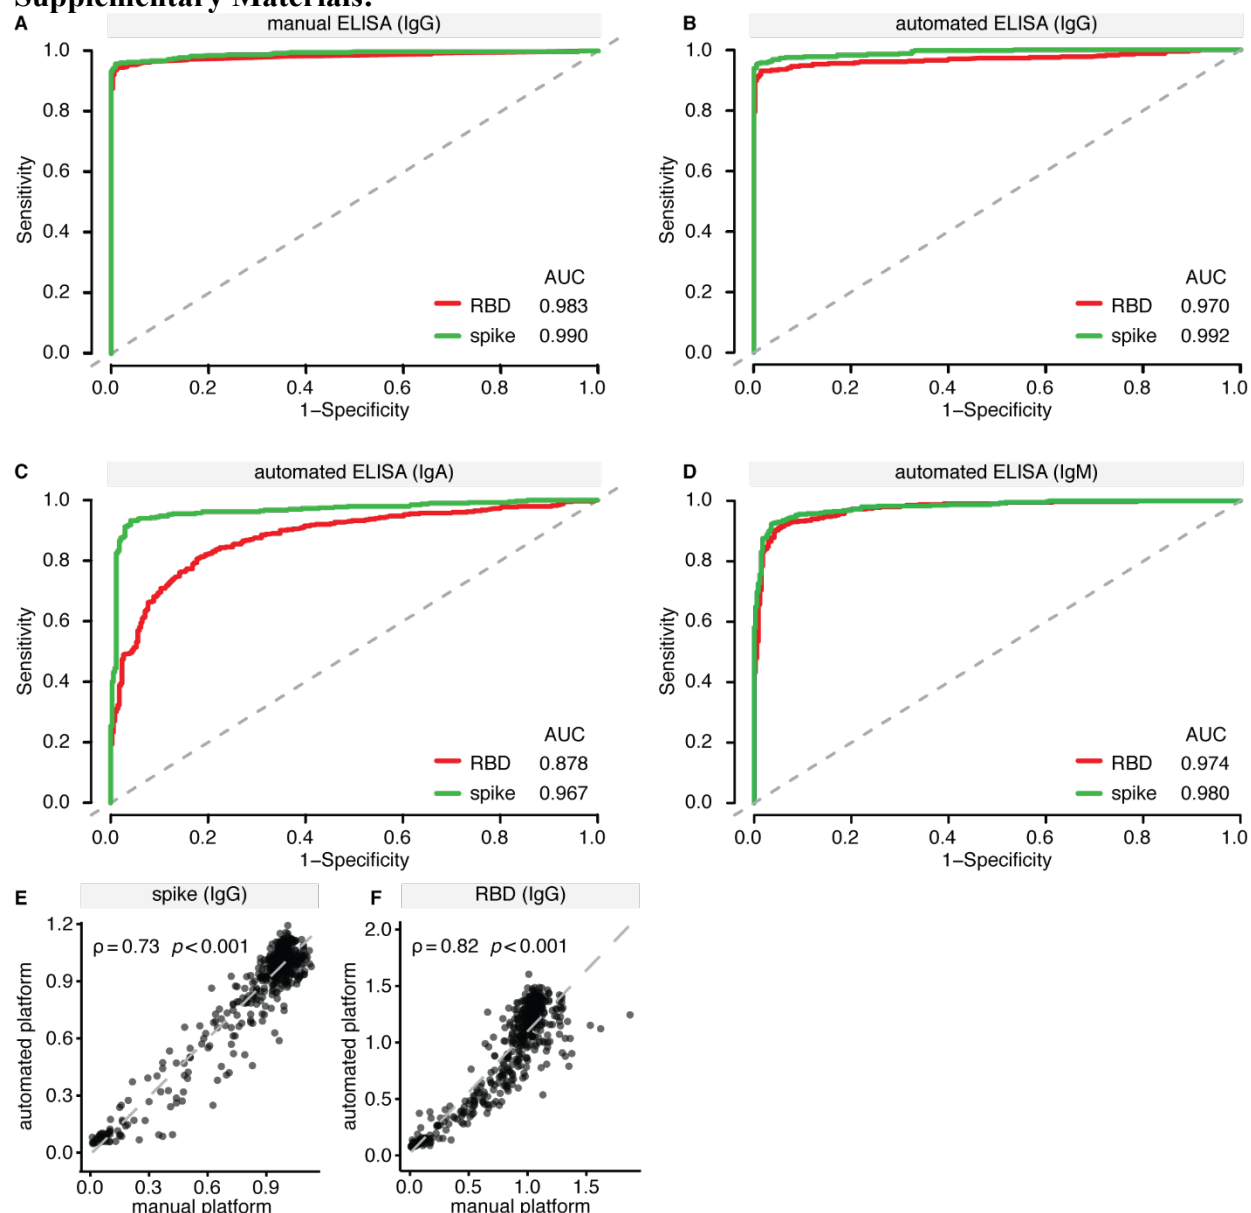 Supplementary Materials:
A
manual ELISA (IgG)
1.0
0.8
0.6
0.4
0.2
0.0
Sensitivity
AUC
RBD 0.983
spike 0.990
0.0 0.2 0.4 0.6 0.8 1.0
1–Specificity
B
automated ELISA (IgG)
1.0
0.8
0.6
0.4
0.2
0.0
Sensitivity
AUC
RBD 0.970
spike 0.992
0.0 0.2 0.4 0.6 0.8 1.0
1–Specificity
C
automated ELISA (IgA)
1.0
0.8
0.6
0.4
0.2
0.0
Sensitivity
AUC
RBD 0.878
spike 0.967
0.0 0.2 0.4 0.6 0.8 1.0
1–Specificity
D
automated ELISA (IgM)
1.0
0.8
0.6
0.4
0.2
0.0
Sensitivity
AUC
RBD 0.974
spike 0.980
0.0 0.2 0.4 0.6 0.8 1.0
1–Specificity
E
spike (IgG)
ρ = 0.73 p < 0.001
1.2
0.9
0.6
0.3
0.0
automated platform
0.0 0.3 0.6 0.9
manual platform
F
RBD (IgG)
ρ = 0.82 p < 0.001
2.0
1.5
1.0
0.5
0.0
automated platform
0.0 0.5 1.0 1.5
manual platform